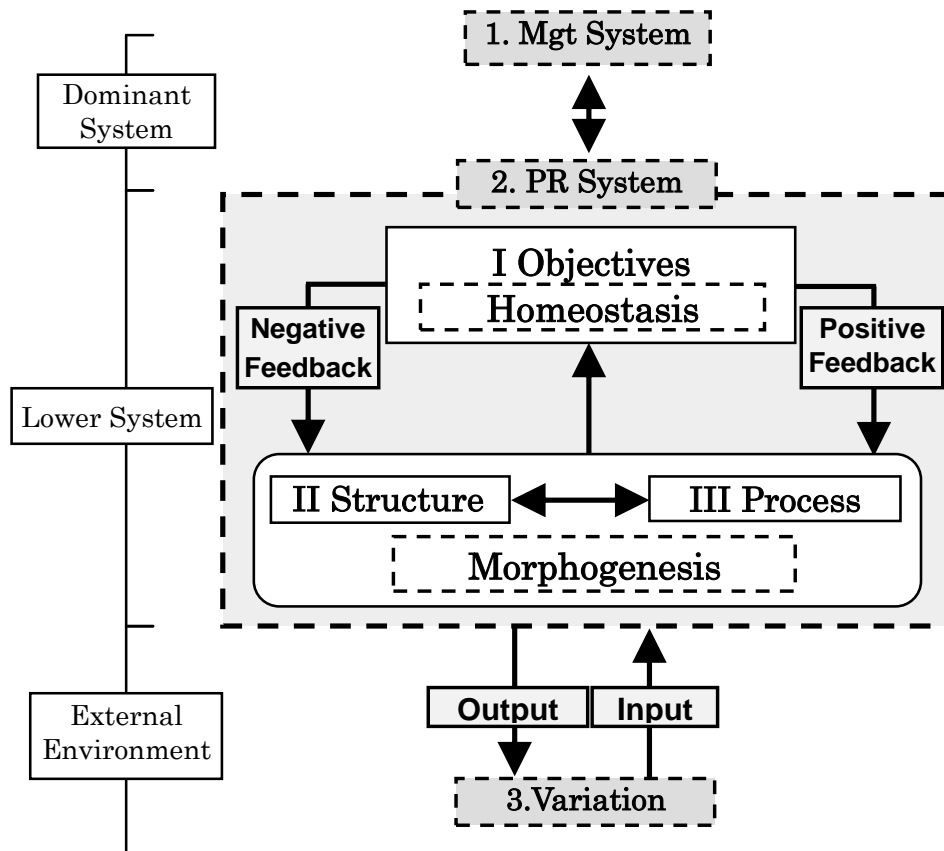 1. Mgt System
Dominant
System
2. PR System
I Objectives
Homeostasis
Negative
Feedback
Positive
Feedback
Lower System
II Structure
III Process
Morphogenesis
External
Environment
Output
Input
3.Variation